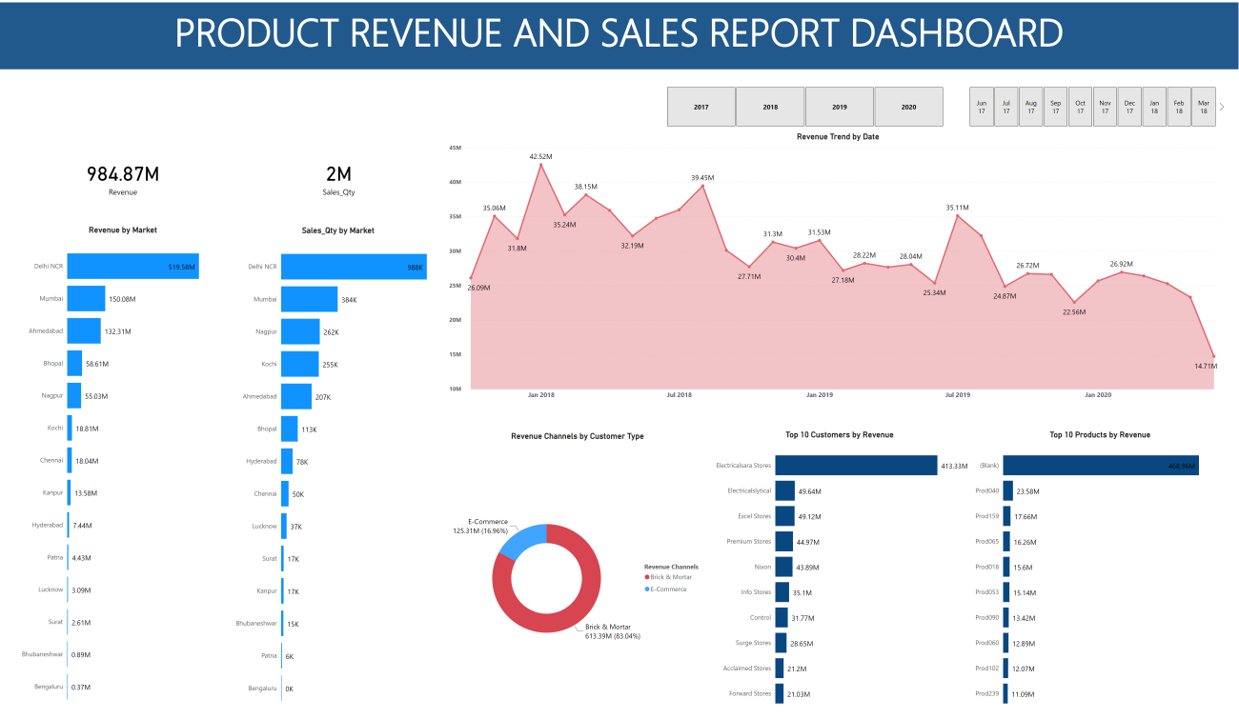 PRODUCT REVENUE AND SALES REPORT DASHBOARD
2017 2018 2019 2020
Jun 17 Jul 17 Aug 17 Sep 17 Oct 17 Nov 17 Dec 17 Jan 18 Feb 18 Mar 18
984.87M
Revenue
2M
Sales_Qty
Revenue by Market
Delhi NCR 519.58M
Mumbai 150.08M
Ahmedabad 132.31M
Bhopal 58.61M
Nagpur 55.03M
Kochi 18.81M
Chennai 18.04M
Kanpur 13.58M
Hyderabad 7.44M
Patna 4.43M
Lucknow 3.09M
Surat 2.61M
Bhubaneshwar 0.89M
Bengaluru 0.37M
Sales_Qty by Market
Delhi NCR 988K
Mumbai 384K
Nagpur 262K
Kochi 255K
Ahmedabad 207K
Bhopal 113K
Hyderabad 78K
Chennai 50K
Lucknow 37K
Surat 17K
Kanpur 17K
Bhubaneshwar 15K
Patna 6K
Bengaluru 0K
Revenue Trend by Date
45M
40M
35M
30M
25M
20M
15M
10M
26.09M
35.06M
31.8M
42.52M
35.24M
38.15M
32.19M
39.45M
27.71M
31.3M
30.4M
31.53M
27.18M
28.22M
28.04M
25.34M
35.11M
24.87M
26.72M
22.56M
26.92M
14.71M
Jan 2018 Jul 2018 Jan 2019 Jul 2019 Jan 2020
Revenue Channels by Customer Type
E-Commerce
125.31M (16.96%)
Brick & Mortar
613.39M (83.04%)
Revenue Channels
Brick & Mortar
E-Commerce
Top 10 Customers by Revenue
Electricalsara Stores 413.33M
Electricalslytical 49.64M
Excel Stores 49.12M
Premium Stores 44.97M
Nixon 43.89M
Info Stores 35.1M
Control 31.77M
Surge Stores 28.65M
Acclaimed Stores 21.2M
Forward Stores 21.03M
Top 10 Products by Revenue
(Blank)
Prod040 23.58M
Prod159 17.66M
Prod065 16.26M
Prod018 15.6M
Prod053 15.14M
Prod090 13.42M
Prod060 12.89M
Prod102 12.07M
Prod239 11.09M